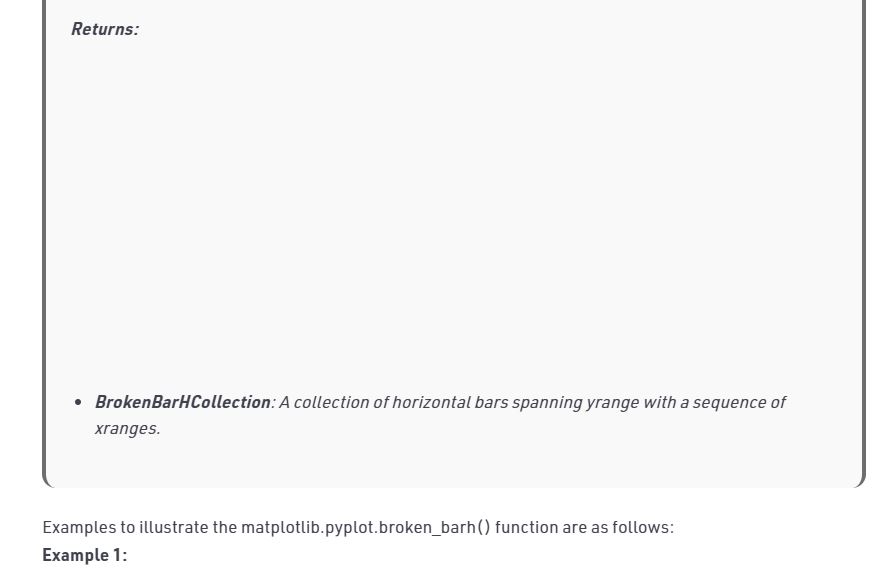 Returns:
• BrokenBarHCollection: A collection of horizontal bars spanning yrange with a sequence of
xranges.
Examples to illustrate the matplotlib.pyplot.broken_barh() function are as follows:
Example 1: